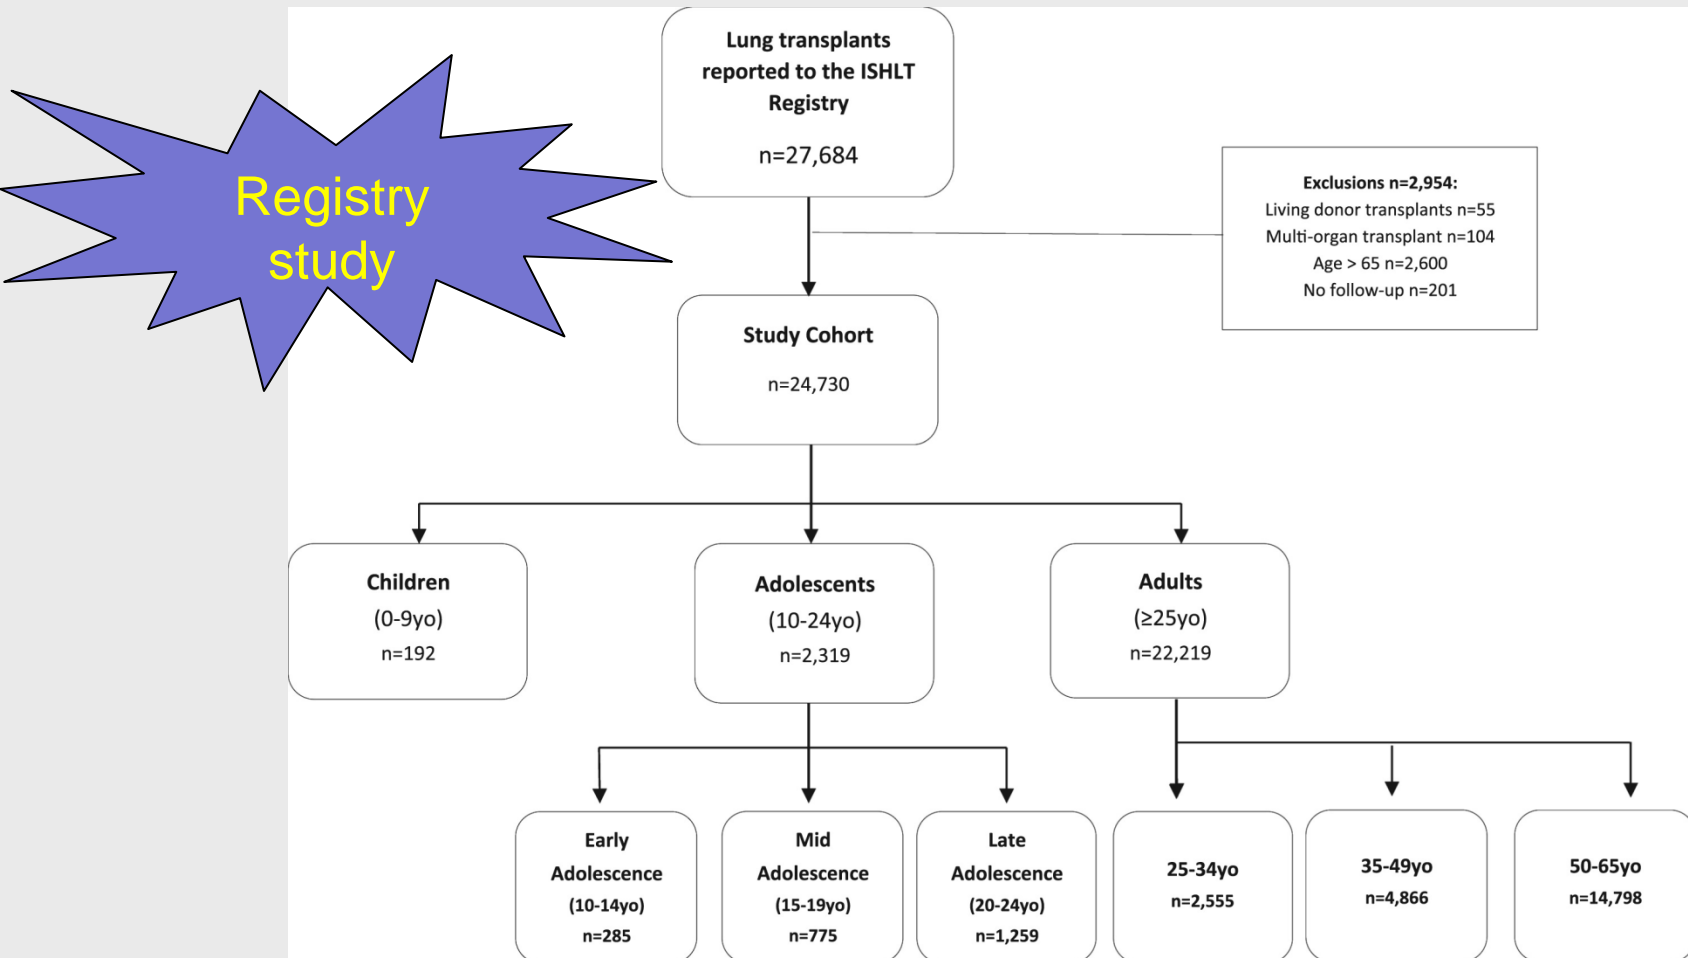 Registry
study
Lung transplants
reported to the ISHLT
Registry
n=27,684
Exclusions n=2,954:
Living donor transplants n=55
Multi-organ transplant n=104
Age > 65 n=2,600
No follow-up n=201
Study Cohort
n=24,730
Children
(0-9yo)
n=192
Adolescents
(10-24yo)
n=2,319
Adults
(≥25yo)
n=22,219
Early
Adolescence
(10-14yo)
n=285
Mid
Adolescence
(15-19yo)
n=775
Late
Adolescence
(20-24yo)
n=1,259
25-34yo
n=2,555
35-49yo
n=4,866
50-65yo
n=14,798